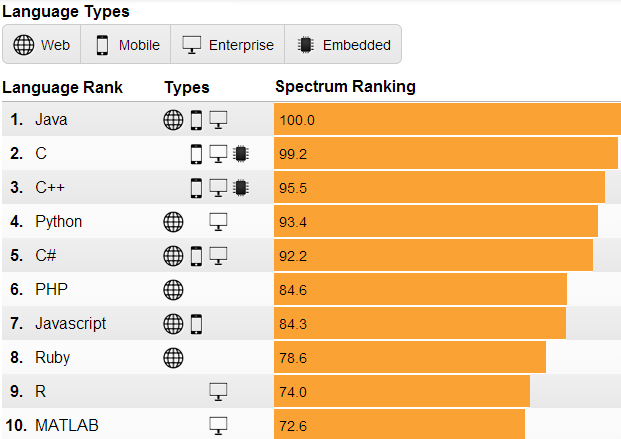 Language Types
Web Mobile Enterprise Embedded
Language Rank Types Spectrum Ranking
1. Java 100.0
2. C 99.2
3. C++ 95.5
4. Python 93.4
5. C# 92.2
6. PHP 84.6
7. Javascript 84.3
8. Ruby 78.6
9. R 74.0
10. MATLAB 72.6